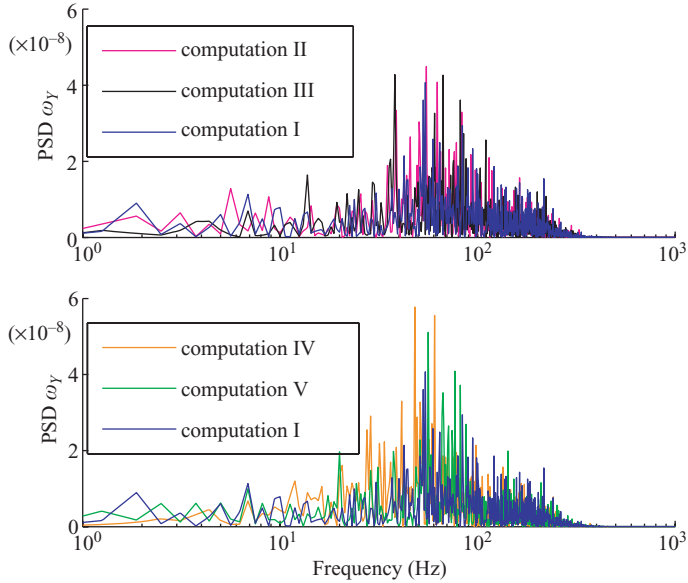 6
(×10⁻⁸)
computation II
4
computation III
PSD ω_Y
computation I
2
0
10⁰ 10¹ 10² 10³
6
(×10⁻⁸)
computation IV
4
computation V
PSD ω_Y
computation I
2
0
10⁰ 10¹ 10² 10³
Frequency (Hz)